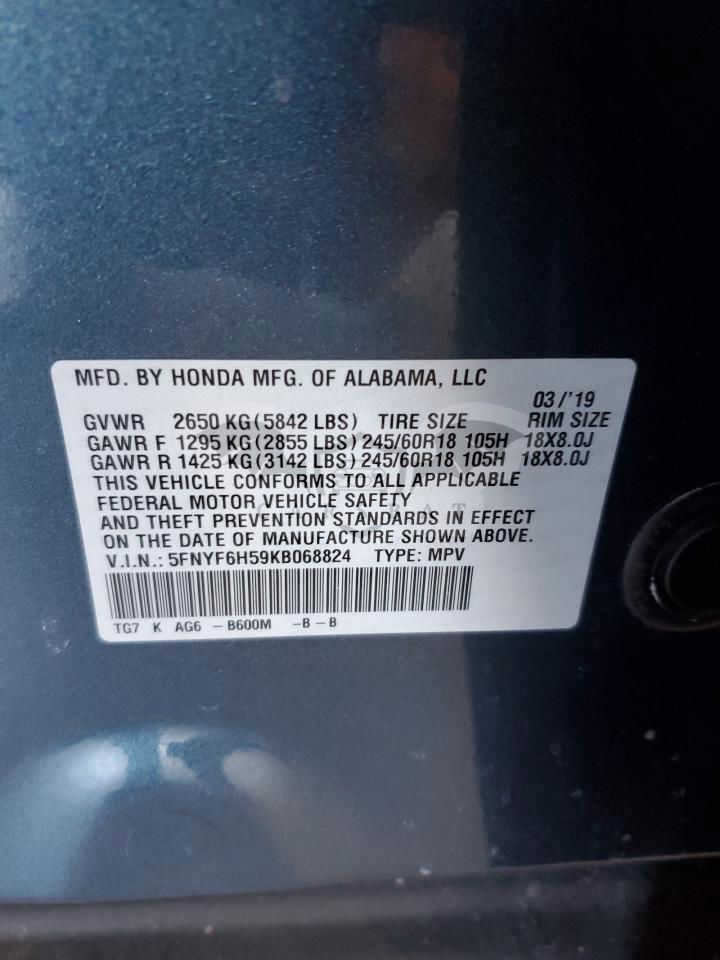 MFD. BY HONDA MFG. OF ALABAMA, LLC
03/'19
GVWR 2650 KG (5842 LBS) TIRE SIZE RIM SIZE
GAWR F 1295 KG (2855 LBS) 245/60R18 105H 18X8.0J
GAWR R 1425 KG (3142 LBS) 245/60R18 105H 18X8.0J
THIS VEHICLE CONFORMS TO ALL APPLICABLE
FEDERAL MOTOR VEHICLE SAFETY
AND THEFT PREVENTION STANDARDS IN EFFECT
ON THE DATE OF MANUFACTURE SHOWN ABOVE.
V.I.N.: 5FNYF6H59KB068824 TYPE: MPV
TG7 K AG6 - B600M -B - B